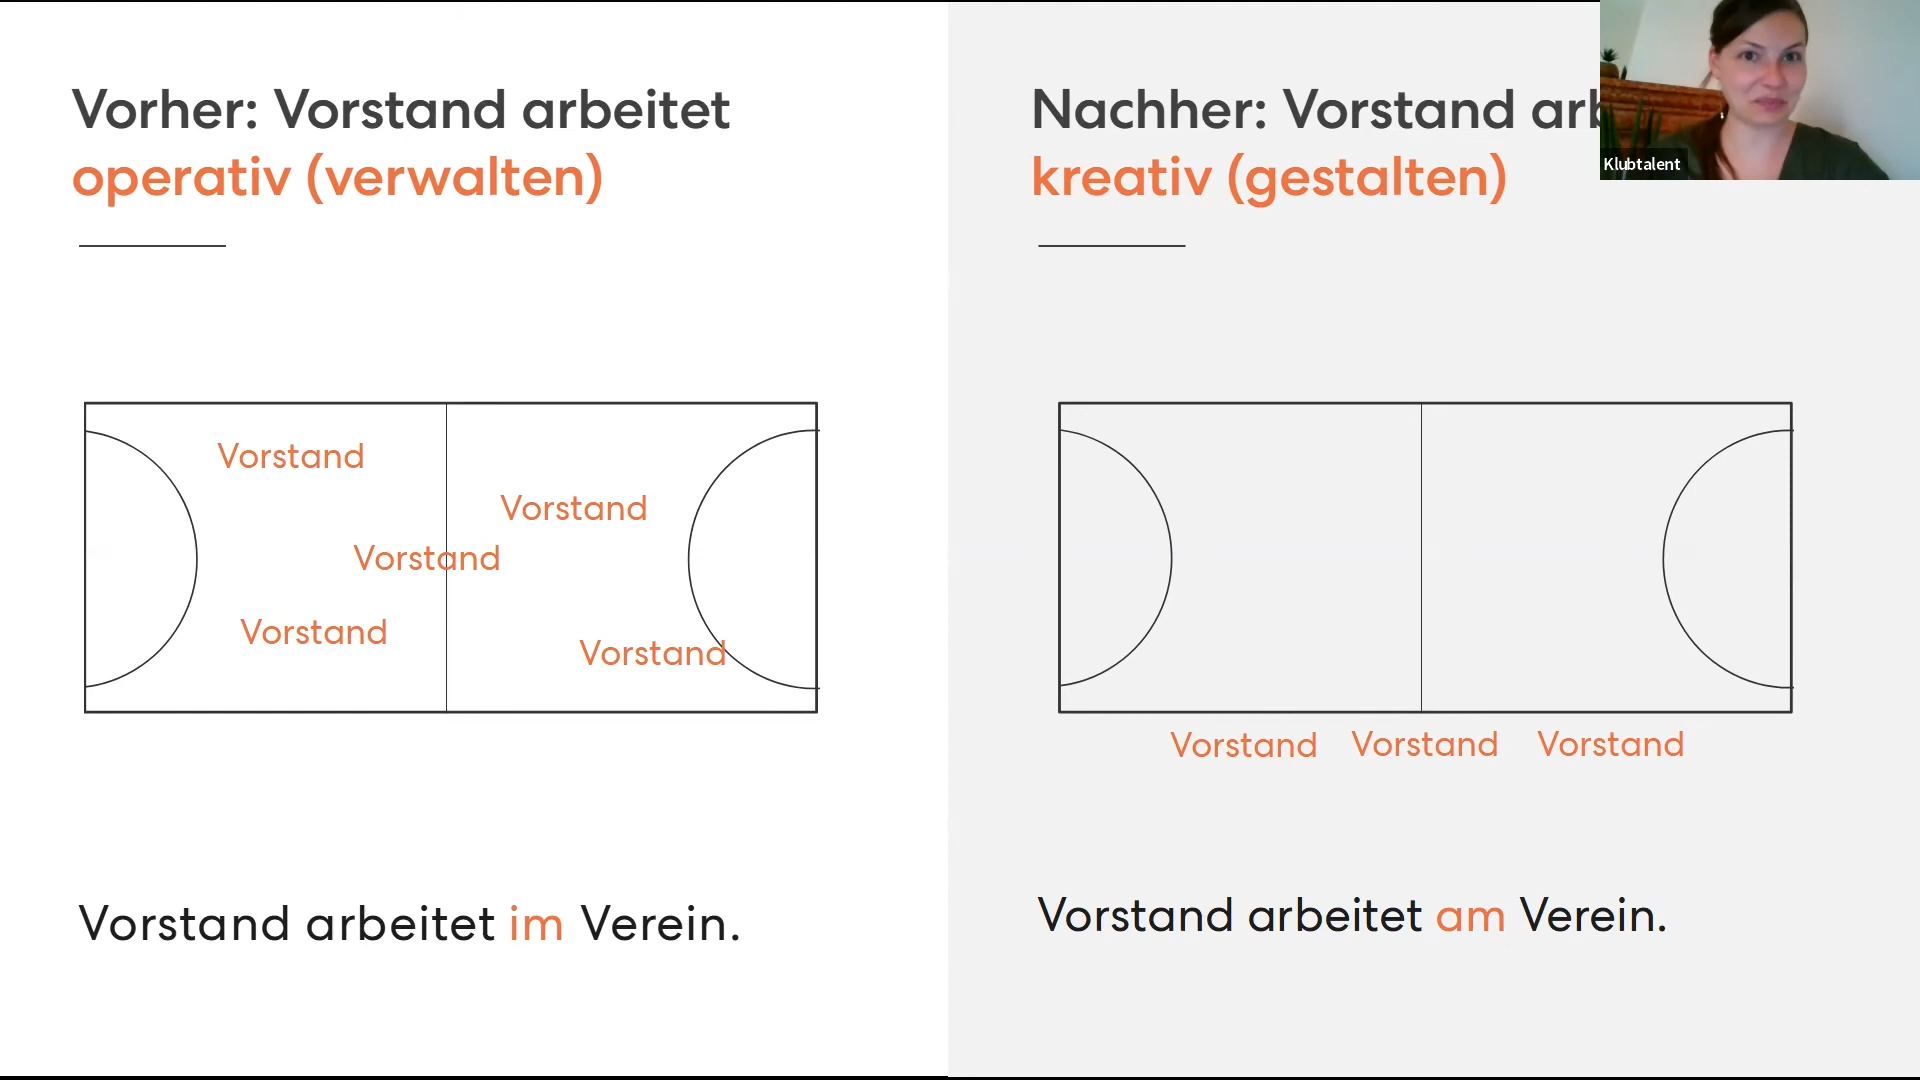 Vorher: Vorstand arbeitet
operativ (verwalten)
Vorstand
Vorstand
Vorstand
Vorstand
Vorstand
Vorstand arbeitet im Verein.
Nachher: Vorstand
kreativ (gestalten)
Vorstand Vorstand Vorstand
Vorstand arbeitet am Verein.
Klubtalent